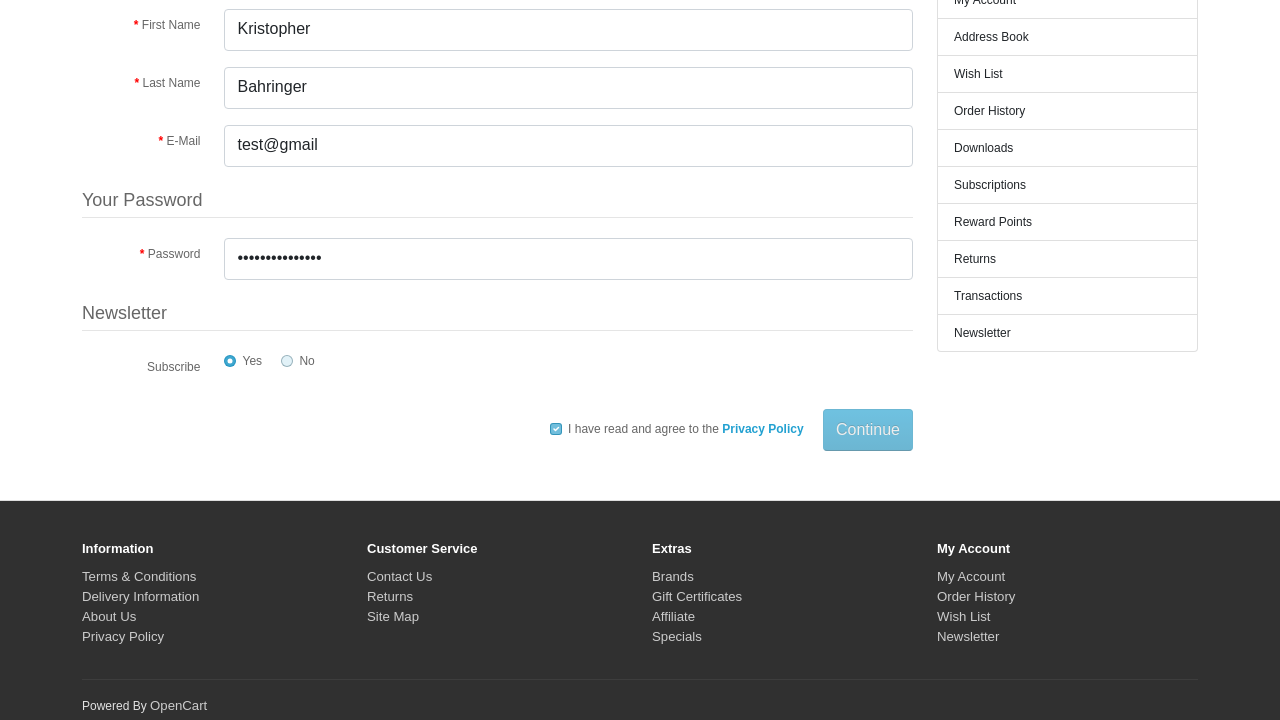 My Account
* First Name
Kristopher
Address Book
* Last Name
Bahringer
Wish List
Order History
* E-Mail
test@gmail
Downloads
Subscriptions
Your Password
Reward Points
* Password
•••••••••••••••
Returns
Transactions
Newsletter
Newsletter
Subscribe
Yes
No
I have read and agree to the Privacy Policy
Continue
Information
Terms & Conditions
Delivery Information
About Us
Privacy Policy
Customer Service
Contact Us
Returns
Site Map
Extras
Brands
Gift Certificates
Affiliate
Specials
My Account
My Account
Order History
Wish List
Newsletter
Powered By OpenCart